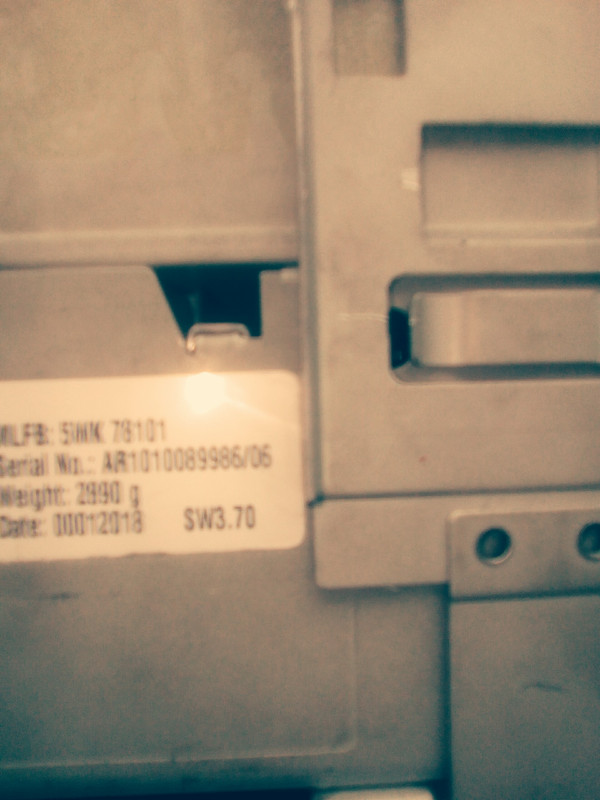 MLFB: 5WK 78101
Serial No.: AR1010089986/06
Weight: 2990 g
Date: 00012018 SW3.70